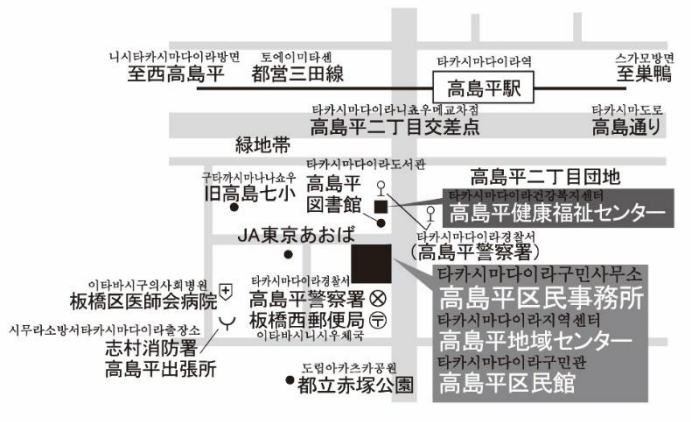 니시타카시마다이라방면
至西高島平
토에이미타센
都営三田線
타카시마다이라역
高島平駅
스가모방면
至巣鴨
타카시마다이라니쵸우메교차점
高島平二丁目交差点
타카시마도로
高島通り
緑地帯
구타까시마나나쇼우
旧高島七小
타카시마다이라도서관
高島平
図書館
高島平二丁目団地
타카시마다이라건강복지센터
高島平健康福祉センター
타카시마다이라경찰서
(高島平警察署)
JA東京あおば
이타바시구의사회병원
板橋区医師会病院
타카시마다이라경찰서
高島平警察署
板橋西郵便局
이타바시니시우체국
타카시마다이라구민사무소
高島平区民事務所
타카시마다이라지역센터
高島平地域センター
타카시마다이라구민관
高島平区民館
시무라소방서타카시마다이라출장소
志村消防署
高島平出張所
도립아카츠카공원
都立赤塚公園